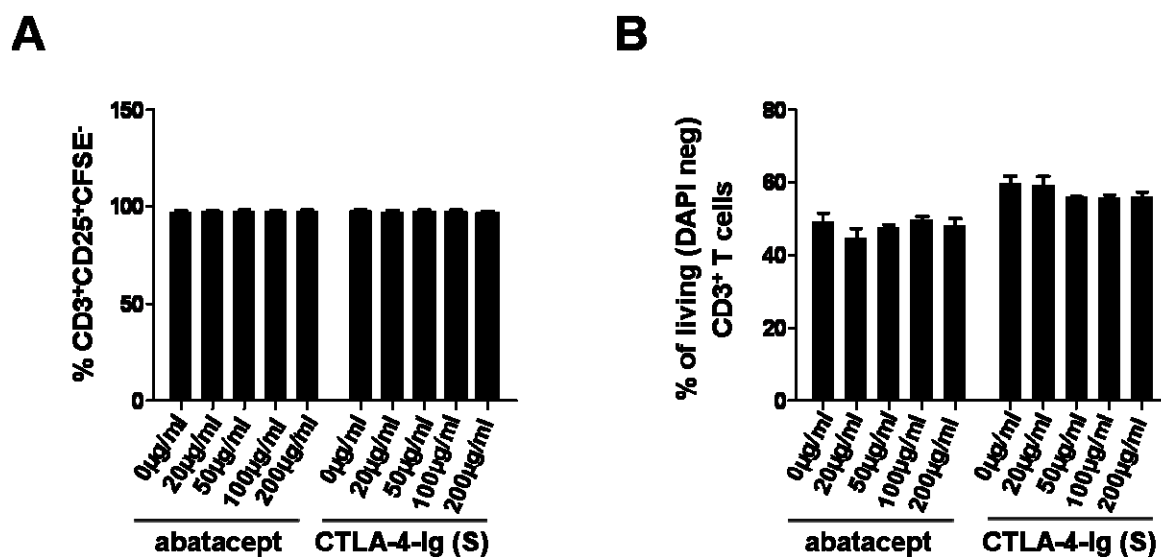 A
% CD3⁺CD25⁺CFSE⁻
150
100
50
0
0µg/ml
20µg/ml
50µg/ml
100µg/ml
200µg/ml
0µg/ml
20µg/ml
50µg/ml
100µg/ml
200µg/ml
abatacept
CTLA-4-Ig (S)
B
% of living (DAPI neg)
CD3⁺ T cells
80
60
40
20
0
0µg/ml
20µg/ml
50µg/ml
100µg/ml
200µg/ml
0µg/ml
20µg/ml
50µg/ml
100µg/ml
200µg/ml
abatacept
CTLA-4-Ig (S)